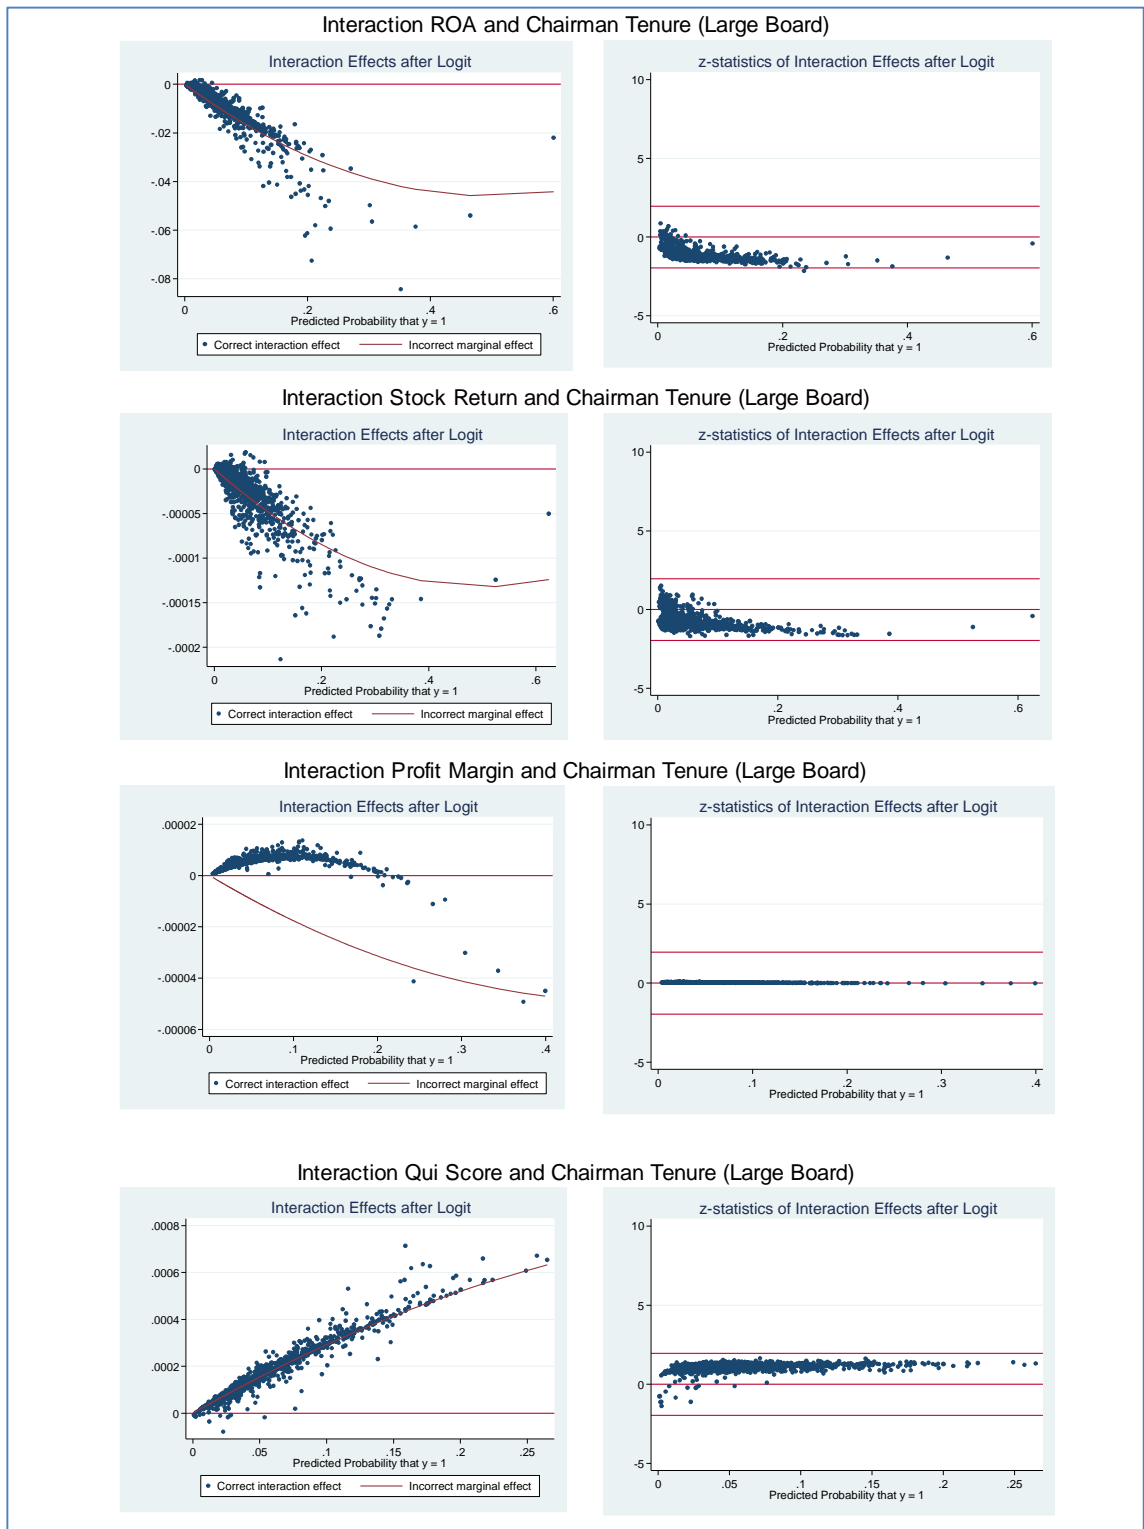 Interaction ROA and Chairman Tenure (Large Board)
Interaction Effects after Logit
0
-.02
-.04
-.06
-.08
0 .2 .4 .6
Predicted Probability that y = 1
Correct interaction effect Incorrect marginal effect
z-statistics of Interaction Effects after Logit
10
5
0
-5
0 .2 .4 .6
Predicted Probability that y = 1
Interaction Stock Return and Chairman Tenure (Large Board)
Interaction Effects after Logit
0
-.00005
-.0001
-.00015
-.0002
0 .2 .4 .6
Predicted Probability that y = 1
Correct interaction effect Incorrect marginal effect
z-statistics of Interaction Effects after Logit
10
5
0
-5
0 .2 .4 .6
Predicted Probability that y = 1
Interaction Profit Margin and Chairman Tenure (Large Board)
Interaction Effects after Logit
.00002
0
-.00002
-.00004
-.00006
0 .1 .2 .3 .4
Predicted Probability that y = 1
Correct interaction effect Incorrect marginal effect
z-statistics of Interaction Effects after Logit
10
5
0
-5
0 .1 .2 .3 .4
Predicted Probability that y = 1
Interaction Qui Score and Chairman Tenure (Large Board)
Interaction Effects after Logit
.0008
.0006
.0004
.0002
0
0 .05 .1 .15 .2 .25
Predicted Probability that y = 1
Correct interaction effect Incorrect marginal effect
z-statistics of Interaction Effects after Logit
10
5
0
-5
0 .05 .1 .15 .2 .25
Predicted Probability that y = 1